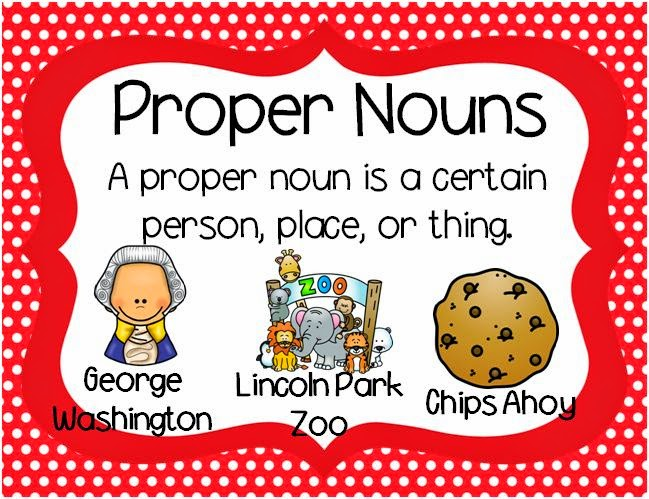 Proper Nouns
A proper noun is a certain
person, place, or thing.
ZOO
George
Washington
Lincoln Park
Zoo
Chips Ahoy